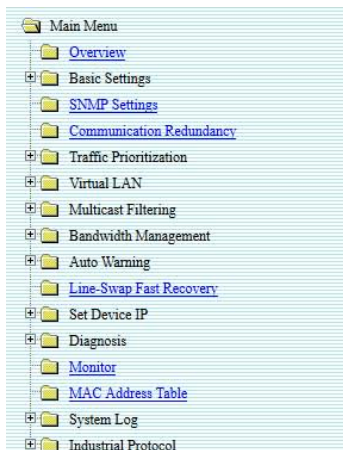 Main Menu
Overview
Basic Settings
SNMP Settings
Communication Redundancy
Traffic Prioritization
Virtual LAN
Multicast Filtering
Bandwidth Management
Auto Warning
Line-Swap Fast Recovery
Set Device IP
Diagnosis
Monitor
MAC Address Table
System Log
Industrial Protocol